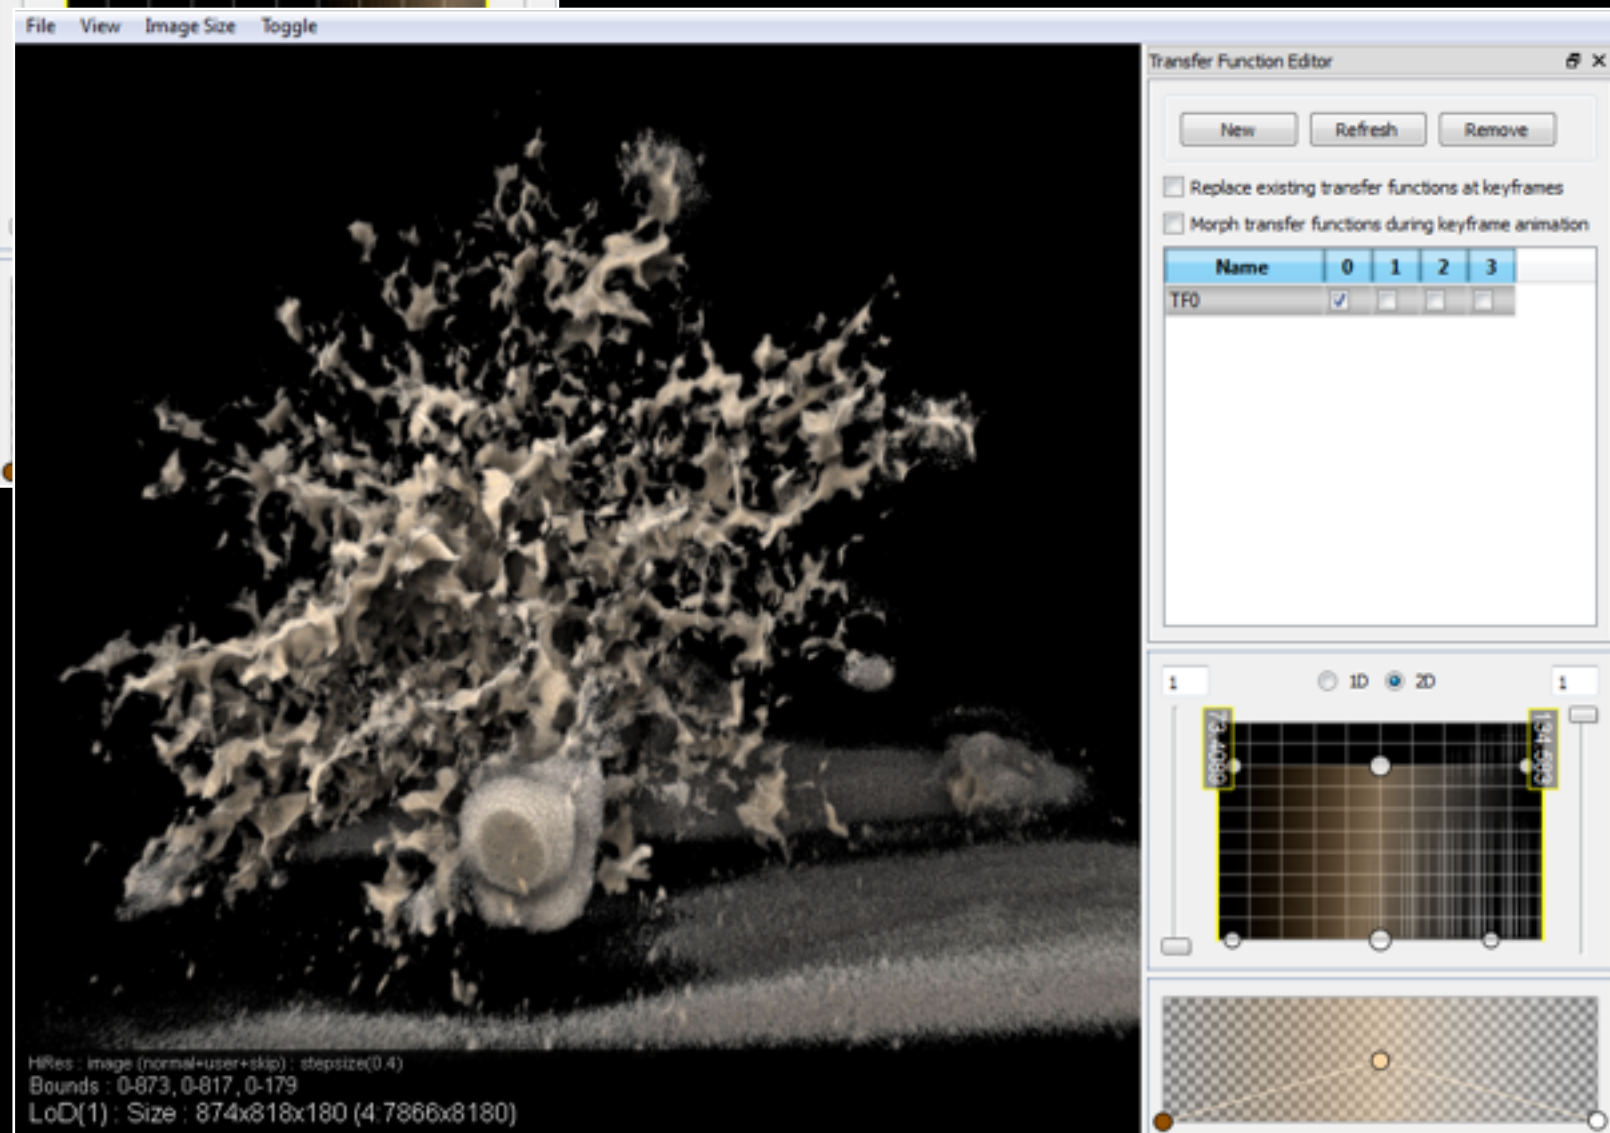 File View Image Size Toggle
Transfer Function Editor
New Refresh Remove
Replace existing transfer functions at keyframes
Morph transfer functions during keyframe animation
Name 0 1 2 3
TF0
1 1D 2D 1
HiRes : image (normal+user+skip) : stepsize(0.4)
Bounds : 0-873, 0-817, 0-179
LoD(1) : Size : 874x818x180 (4:7866x8180)